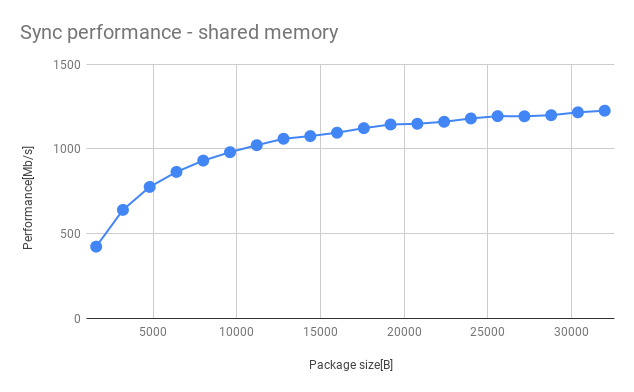 Sync performance - shared memory
1500
1000
500
0
Performance[Mb/s]
5000 10000 15000 20000 25000 30000
Package size[B]